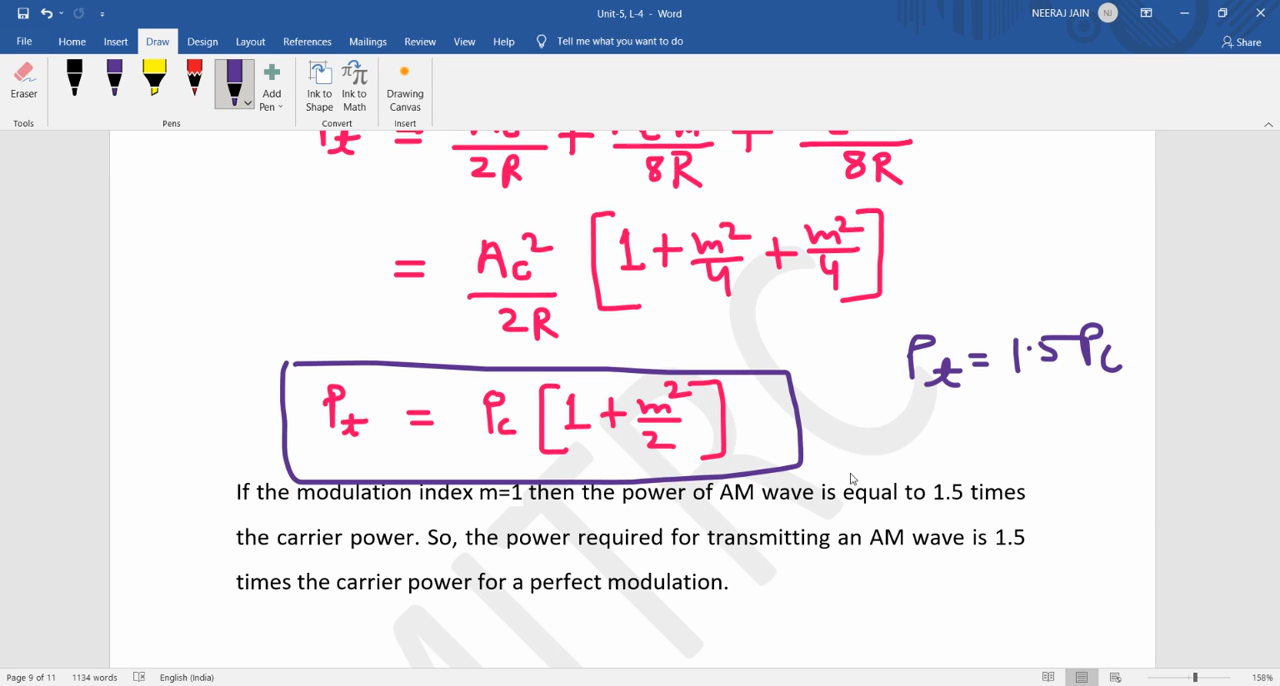 Unit-5, L-4 - Word
NEERAJ JAIN NJ
File Home Insert Draw Design Layout References Mailings Review View Help Tell me what you want to do Share
Eraser
Add Pen
Ink to Shape
Ink to Math
Drawing Canvas
Tools Pens Convert Insert
Pt = Ac²/2R + /8R + /8R
= Ac²/2R [1 + m²/4 + m²/4]
Pt = 1.5 Pc
Pt = Pc [1 + m²/2]
If the modulation index m=1 then the power of AM wave is equal to 1.5 times
the carrier power. So, the power required for transmitting an AM wave is 1.5
times the carrier power for a perfect modulation.
MITRC
Page 9 of 11 1134 words English (India) 158%